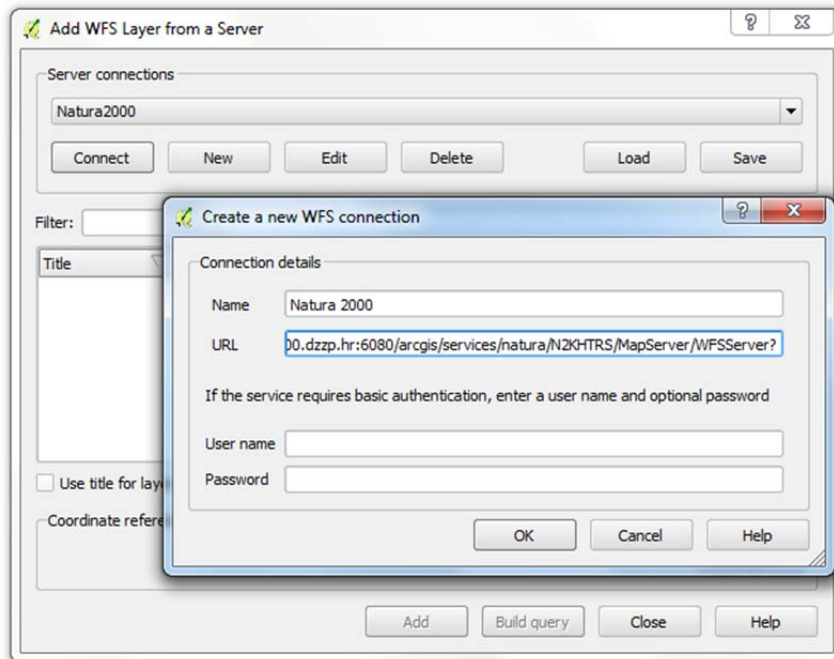 Add WFS Layer from a Server
Server connections
Natura2000
Connect New Edit Delete Load Save
Filter:
Title
Create a new WFS connection
Connection details
Name Natura 2000
URL 00.dzzp.hr:6080/arcgis/services/natura/N2KHTRS/MapServer/WFSServer?
If the service requires basic authentication, enter a user name and optional password
User name
Password
Use title for laye
Coordinate refere
OK Cancel Help
Add Build query Close Help